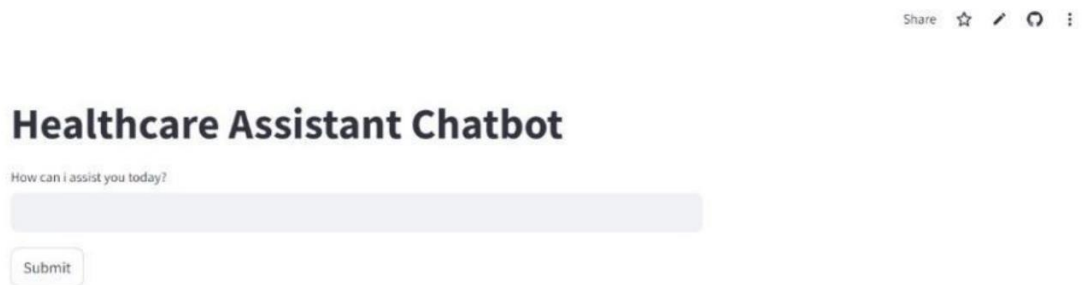 Share
Healthcare Assistant Chatbot
How can i assist you today?
Submit